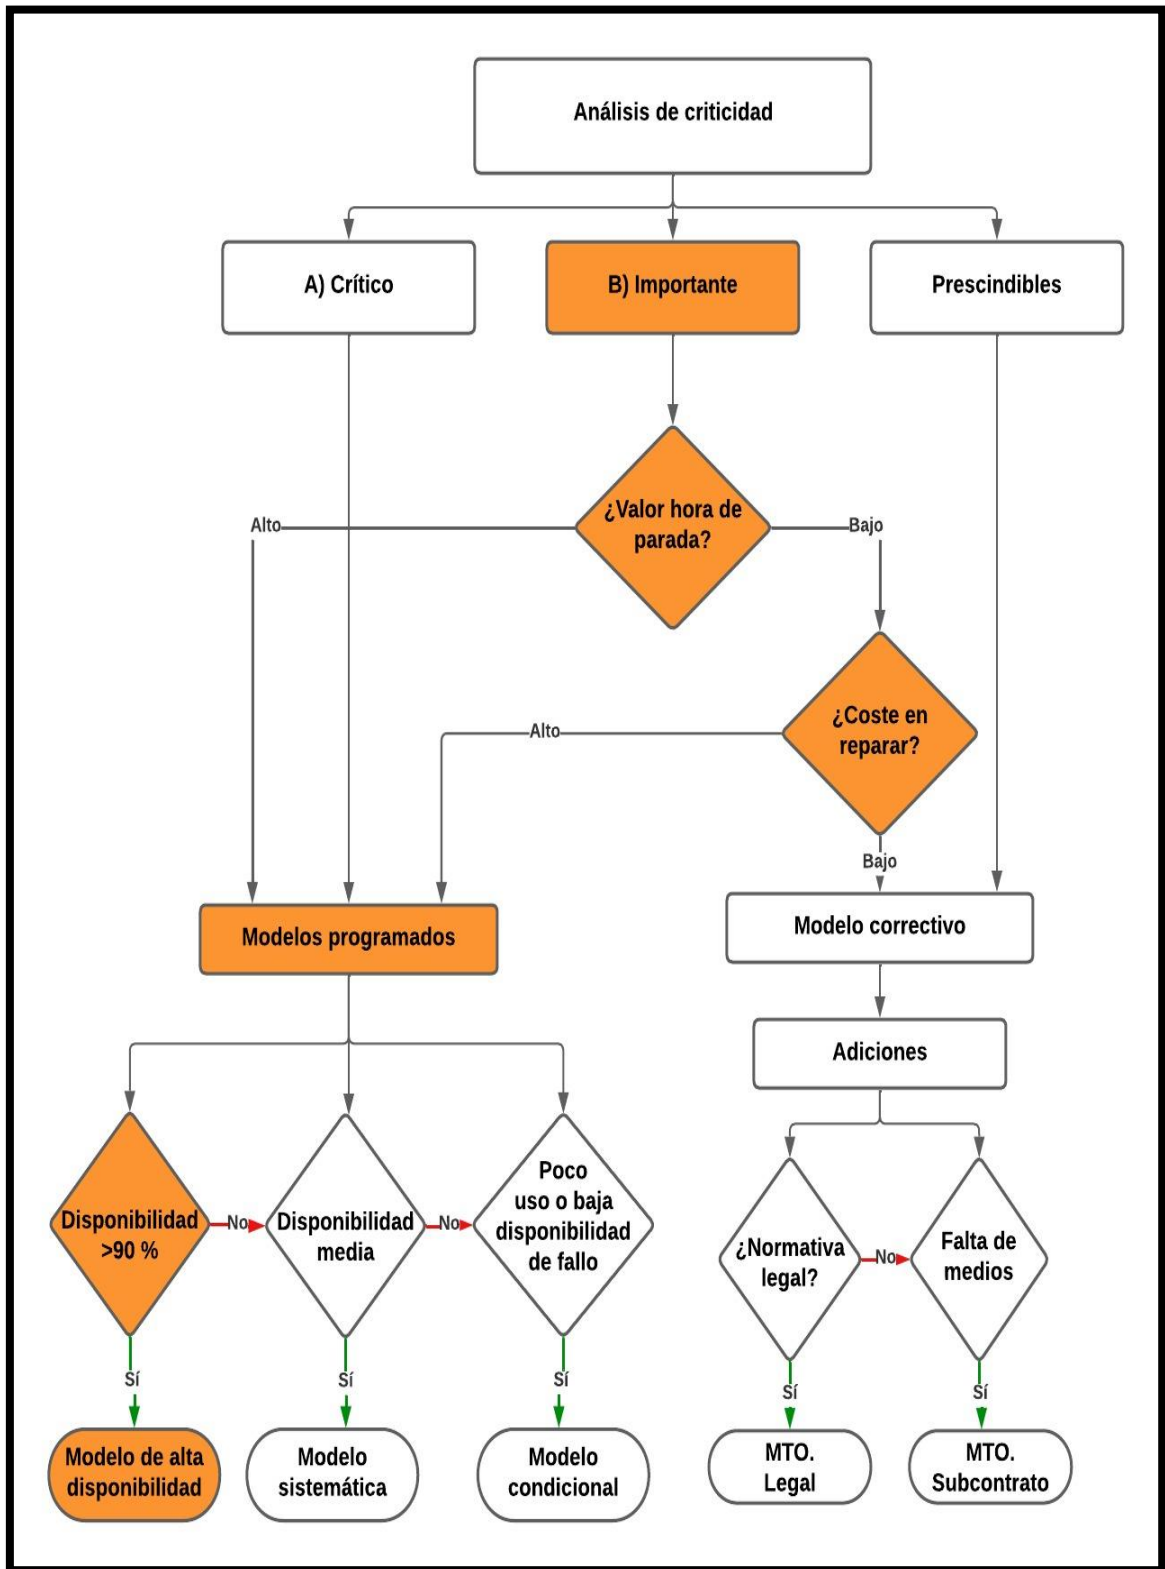 Análisis de criticidad
A) Crítico
B) Importante
Prescindibles
¿Valor hora de
parada?
Alto
Bajo
¿Coste en
reparar?
Alto
Bajo
Modelos programados
Modelo correctivo
Adiciones
Disponibilidad
>90 %
No
Disponibilidad
media
No
Poco
uso o baja
disponibilidad
de fallo
¿Normativa
legal?
No
Falta de
medios
Sí
Sí
Sí
Sí
Sí
Modelo de alta
disponibilidad
Modelo
sistemática
Modelo
condicional
MTO.
Legal
MTO.
Subcontrato